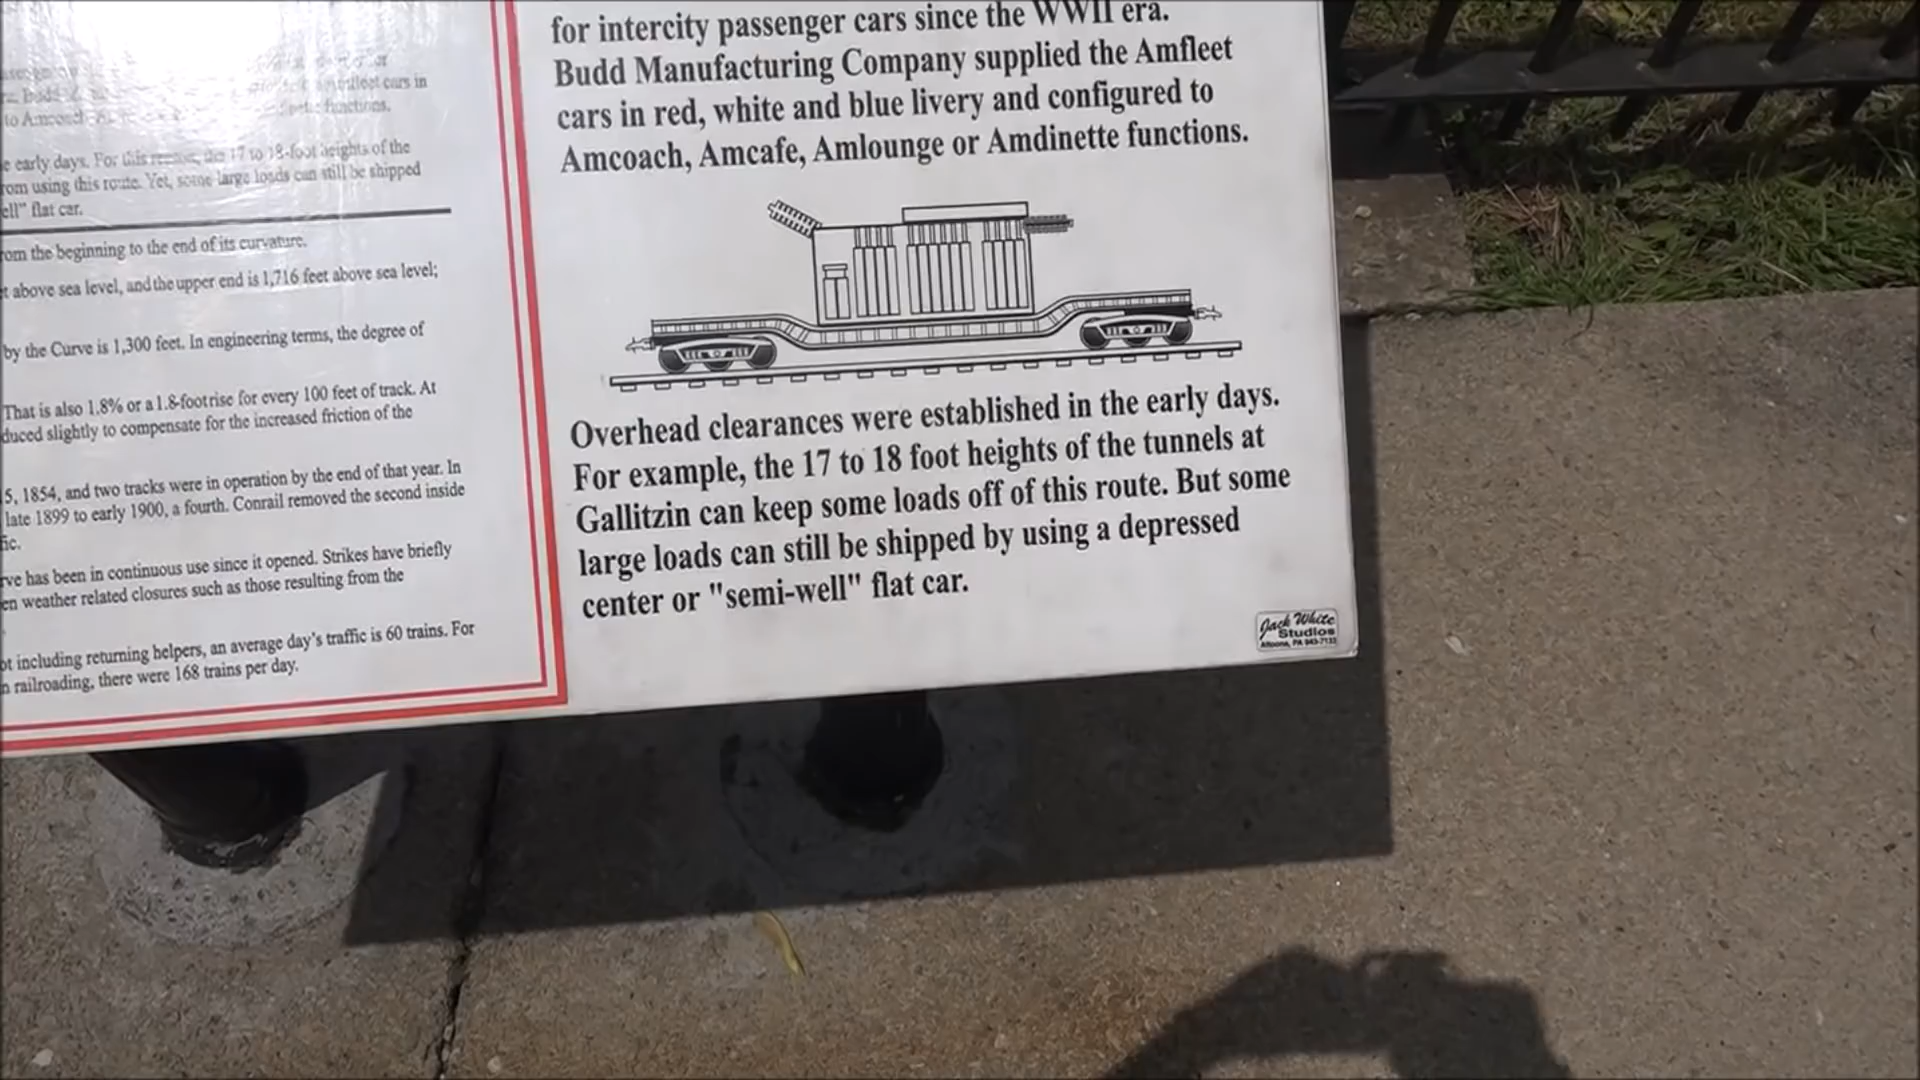 cars in
to Amcoach functions.
e early days. For this reason, the 17 to 18-foot heights of the
rom using this route. Yet, some large loads can still be shipped
ell" flat car.
om the beginning to the end of its curvature.
t above sea level, and the upper end is 1,716 feet above sea level;
by the Curve is 1,300 feet. In engineering terms, the degree of
That is also 1.8% or a 1.8-foot rise for every 100 feet of track. At
duced slightly to compensate for the increased friction of the
5, 1854, and two tracks were in operation by the end of that year. In
late 1899 to early 1900, a fourth. Conrail removed the second inside
fic.
rve has been in continuous use since it opened. Strikes have briefly
en weather related closures such as those resulting from the
ot including returning helpers, an average day's traffic is 60 trains. For
n railroading, there were 168 trains per day.
for intercity passenger cars since the WWII era.
Budd Manufacturing Company supplied the Amfleet
cars in red, white and blue livery and configured to
Amcoach, Amcafe, Amlounge or Amdinette functions.
Overhead clearances were established in the early days.
For example, the 17 to 18 foot heights of the tunnels at
Gallitzin can keep some loads off of this route. But some
large loads can still be shipped by using a depressed
center or "semi-well" flat car.
Jack White
Studios
Altoona, PA 943-7133